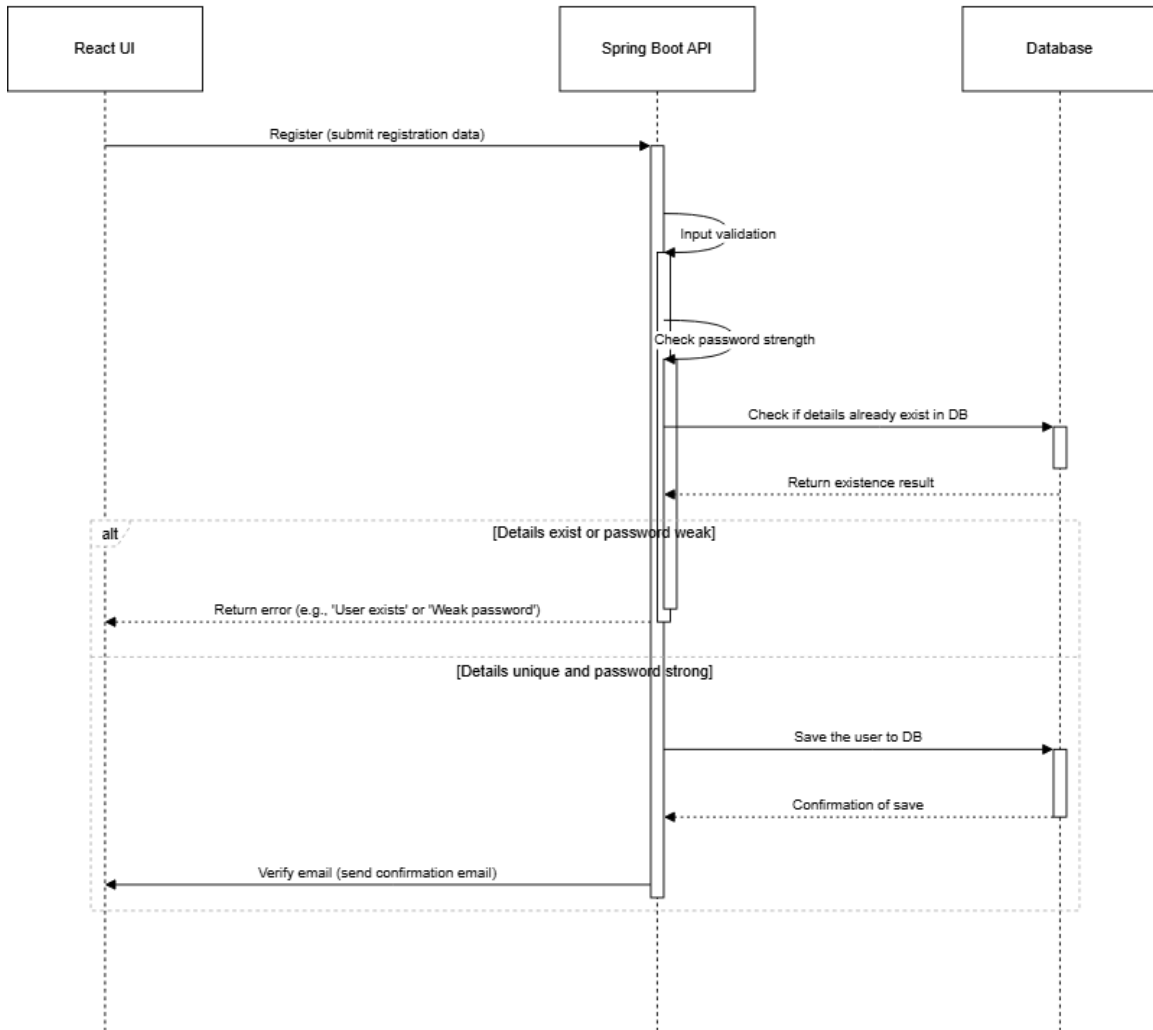 React UI
Spring Boot API
Database
Register (submit registration data)
Input validation
Check password strength
Check if details already exist in DB
Return existence result
alt
[Details exist or password weak]
Return error (e.g., 'User exists' or 'Weak password')
[Details unique and password strong]
Save the user to DB
Confirmation of save
Verify email (send confirmation email)